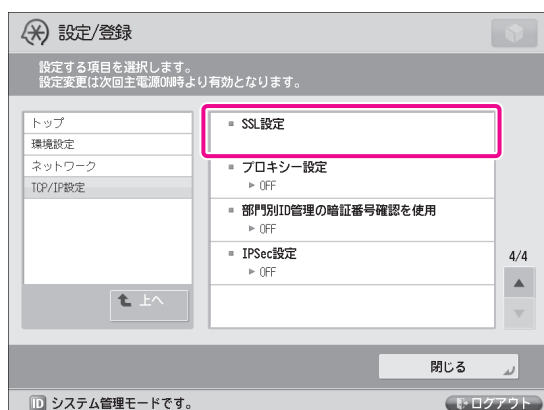 設定/登録
設定する項目を選択します。
設定変更は次回主電源ON時より有効となります。
トップ
環境設定
ネットワーク
TCP/IP設定
上へ
SSL設定
プロキシー設定
OFF
部門別ID管理の暗証番号確認を使用
OFF
IPSec設定
OFF
4/4
閉じる
ID システム管理モードです。
ログアウト